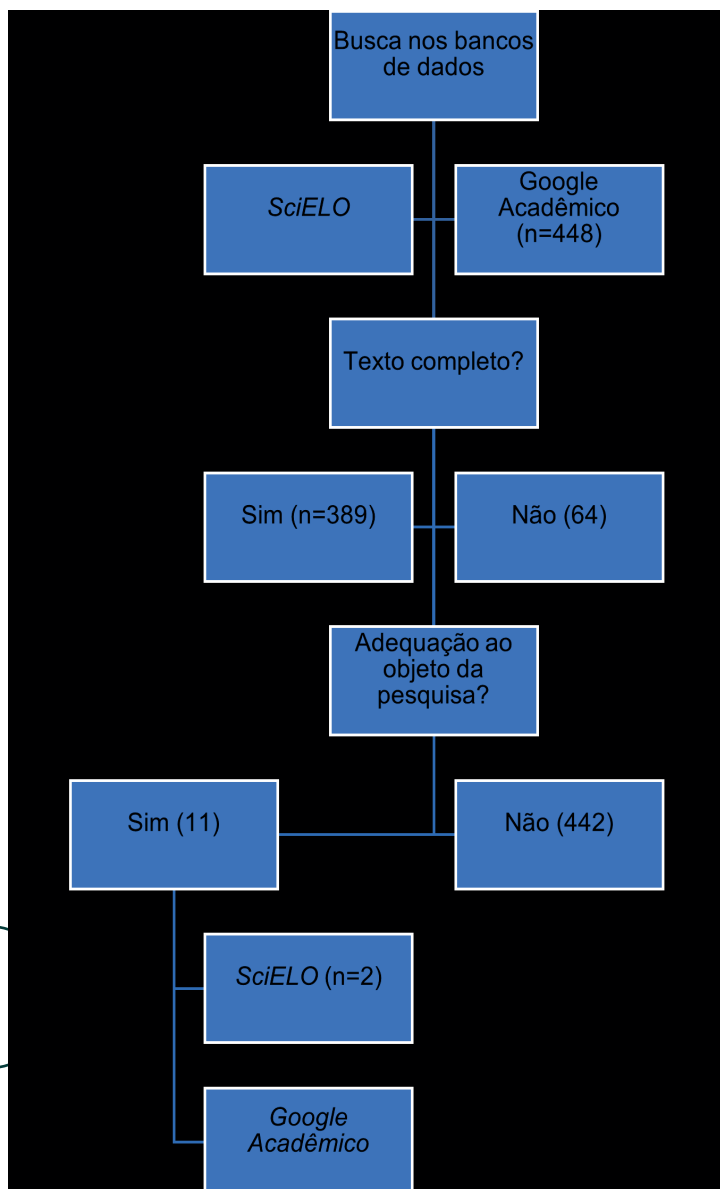 Busca nos bancos
de dados
SciELO
Google
Acadêmico
(n=448)
Texto completo?
Sim (n=389)
Não (64)
Adequação ao
objeto da
pesquisa?
Sim (11)
Não (442)
SciELO (n=2)
Google
Acadêmico